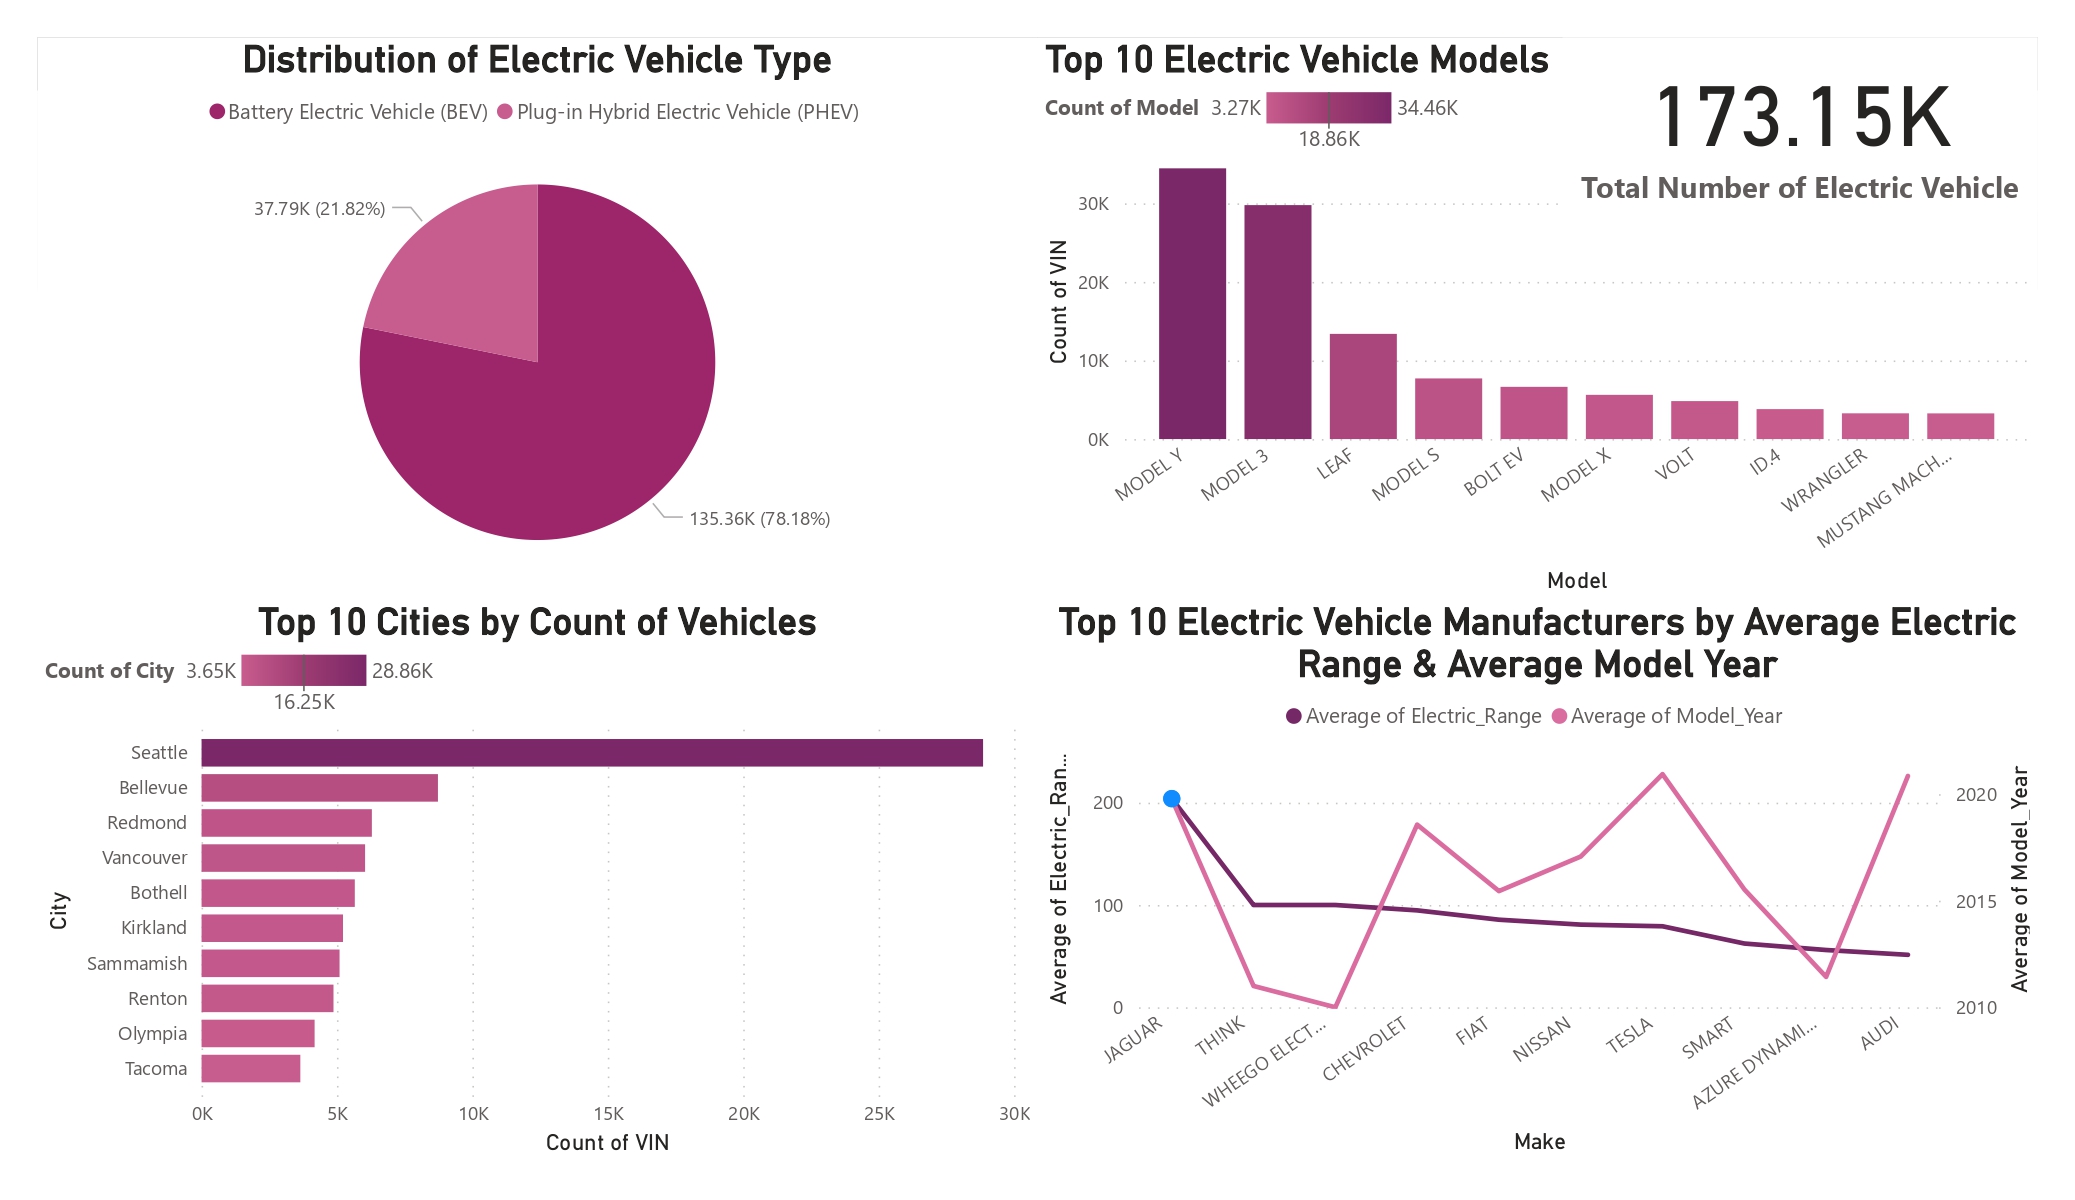 Distribution of Electric Vehicle Type
Battery Electric Vehicle (BEV) Plug-in Hybrid Electric Vehicle (PHEV)
37.79K (21.82%)
135.36K (78.18%)
Top 10 Electric Vehicle Models
Count of Model 3.27K 34.46K
18.86K
173.15K
Total Number of Electric Vehicle
Count of VIN
30K
20K
10K
0K
MODEL Y
MODEL 3
LEAF
MODEL S
BOLT EV
MODEL X
VOLT
ID.4
WRANGLER
MUSTANG MACH...
Model
Top 10 Cities by Count of Vehicles
Count of City 3.65K 28.86K
16.25K
City
Seattle
Bellevue
Redmond
Vancouver
Bothell
Kirkland
Sammamish
Renton
Olympia
Tacoma
0K 5K 10K 15K 20K 25K 30K
Count of VIN
Top 10 Electric Vehicle Manufacturers by Average Electric
Range & Average Model Year
Average of Electric_Range Average of Model_Year
Average of Electric_Ran...
200
100
0
2020
2015
2010
Average of Model_Year
JAGUAR
TH!NK
WHEEGO ELECT...
CHEVROLET
FIAT
NISSAN
TESLA
SMART
AZURE DYNAMI...
AUDI
Make